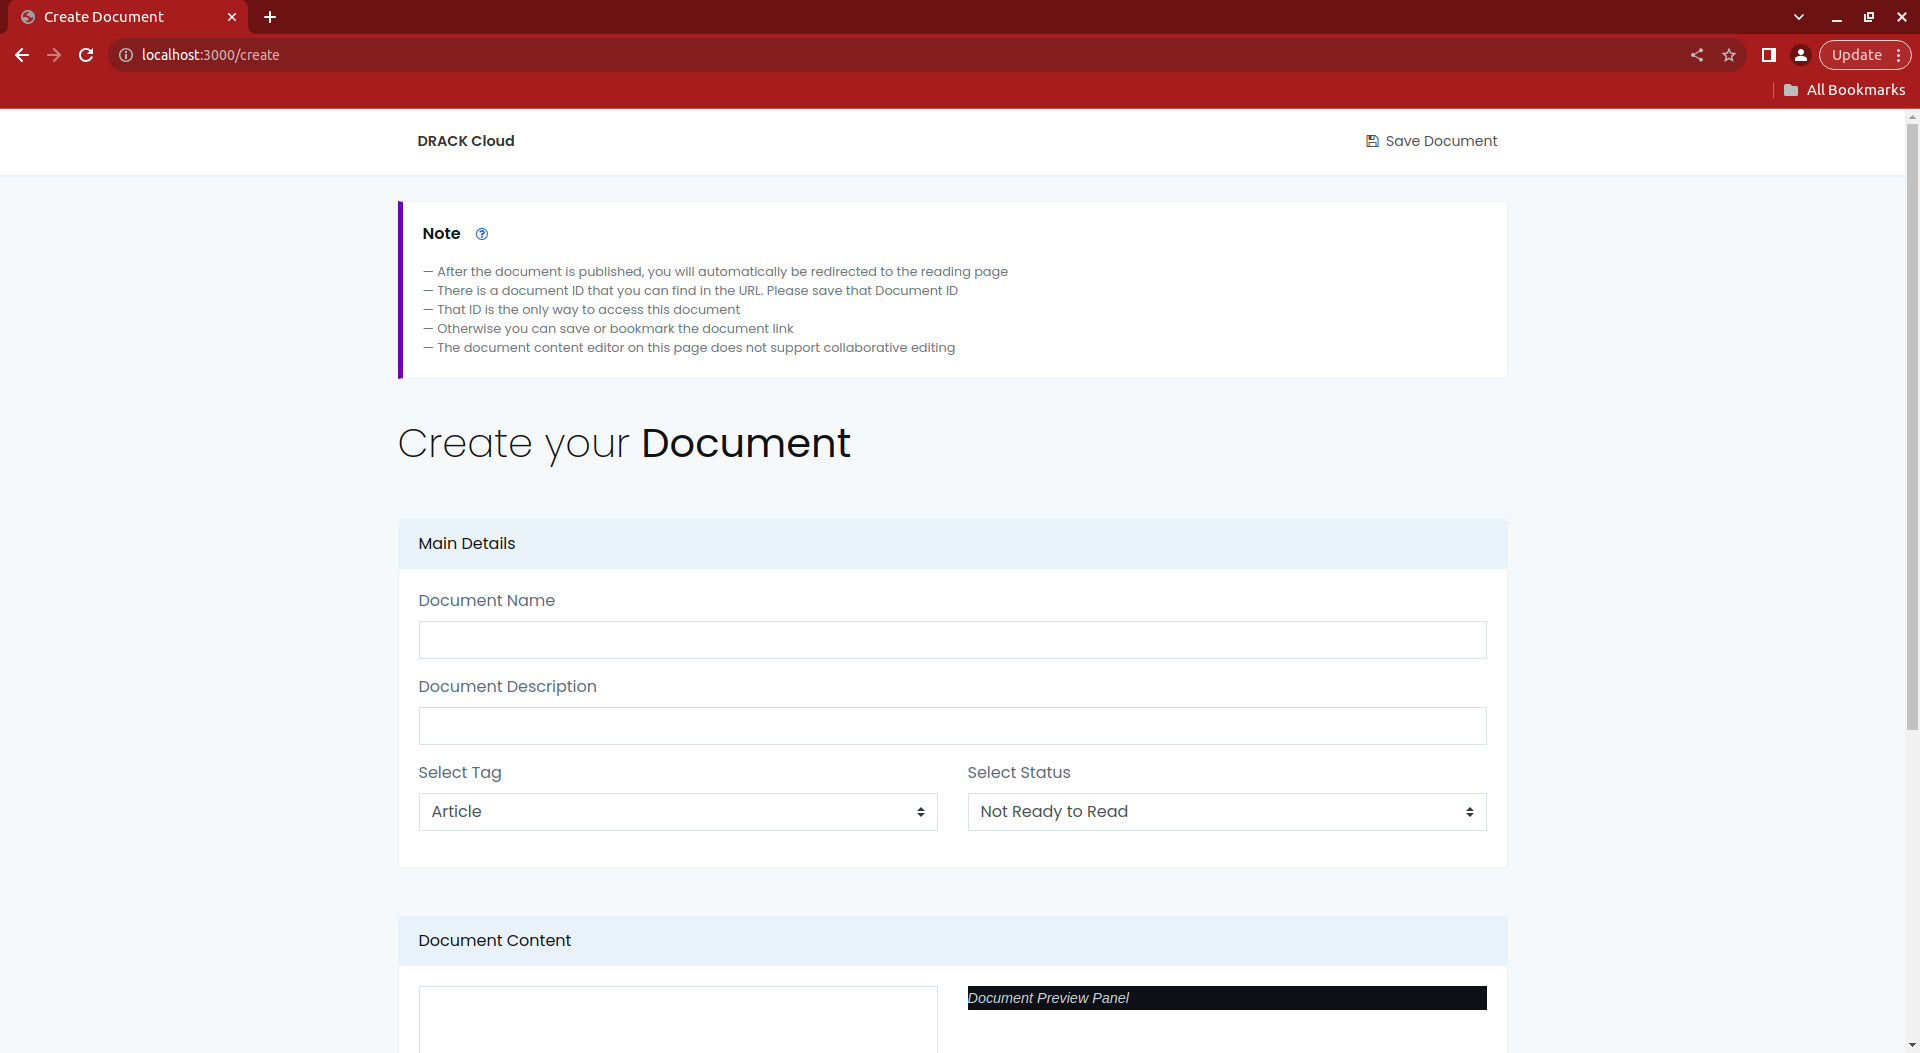 Create Document
localhost:3000/create
Update
All Bookmarks
DRACK Cloud
Save Document
Note
— After the document is published, you will automatically be redirected to the reading page
— There is a document ID that you can find in the URL. Please save that Document ID
— That ID is the only way to access this document
— Otherwise you can save or bookmark the document link
— The document content editor on this page does not support collaborative editing
Create your Document
Main Details
Document Name
Document Description
Select Tag
Select Status
Article
Not Ready to Read
Document Content
Document Preview Panel